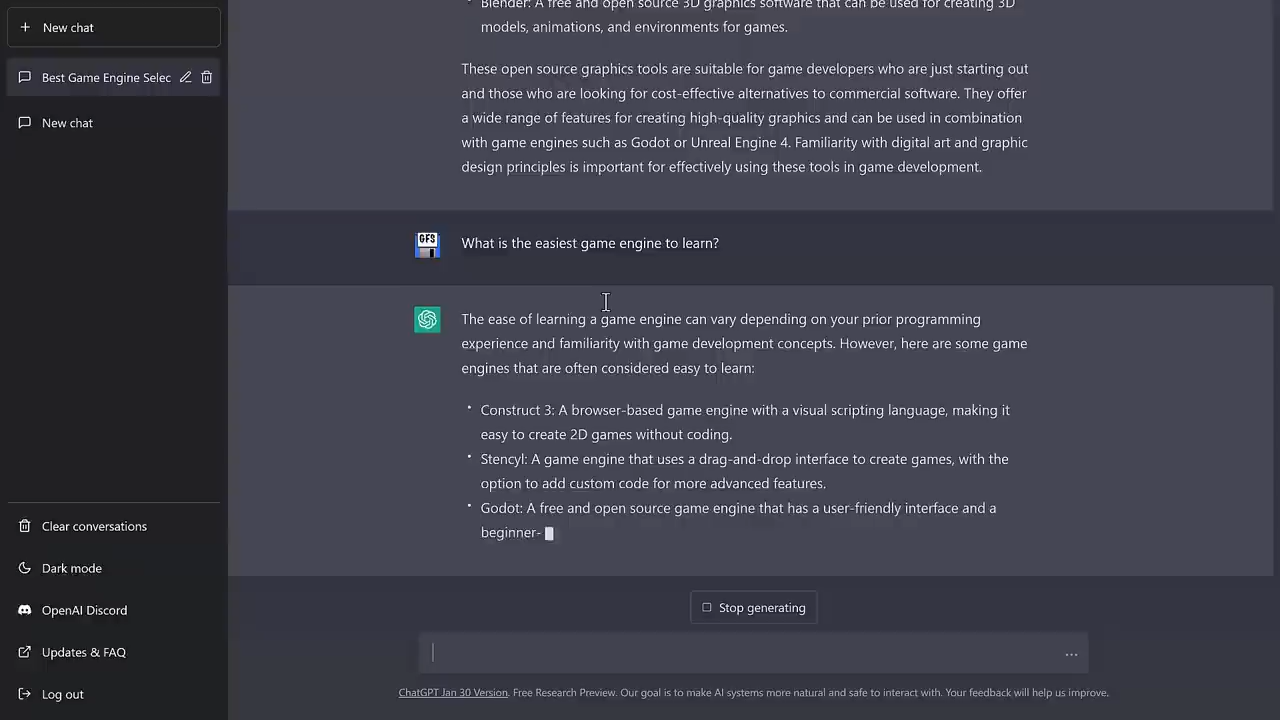 New chat
Best Game Engine Selec
New chat
Clear conversations
Dark mode
OpenAI Discord
Updates & FAQ
Log out
Blender: A free and open source 3D graphics software that can be used for creating 3D
models, animations, and environments for games.
These open source graphics tools are suitable for game developers who are just starting out
and those who are looking for cost-effective alternatives to commercial software. They offer
a wide range of features for creating high-quality graphics and can be used in combination
with game engines such as Godot or Unreal Engine 4. Familiarity with digital art and graphic
design principles is important for effectively using these tools in game development.
GFS
What is the easiest game engine to learn?
The ease of learning a game engine can vary depending on your prior programming
experience and familiarity with game development concepts. However, here are some game
engines that are often considered easy to learn:
• Construct 3: A browser-based game engine with a visual scripting language, making it
easy to create 2D games without coding.
• Stencyl: A game engine that uses a drag-and-drop interface to create games, with the
option to add custom code for more advanced features.
• Godot: A free and open source game engine that has a user-friendly interface and a
beginner-
Stop generating
ChatGPT Jan 30 Version. Free Research Preview. Our goal is to make AI systems more natural and safe to interact with. Your feedback will help us improve.